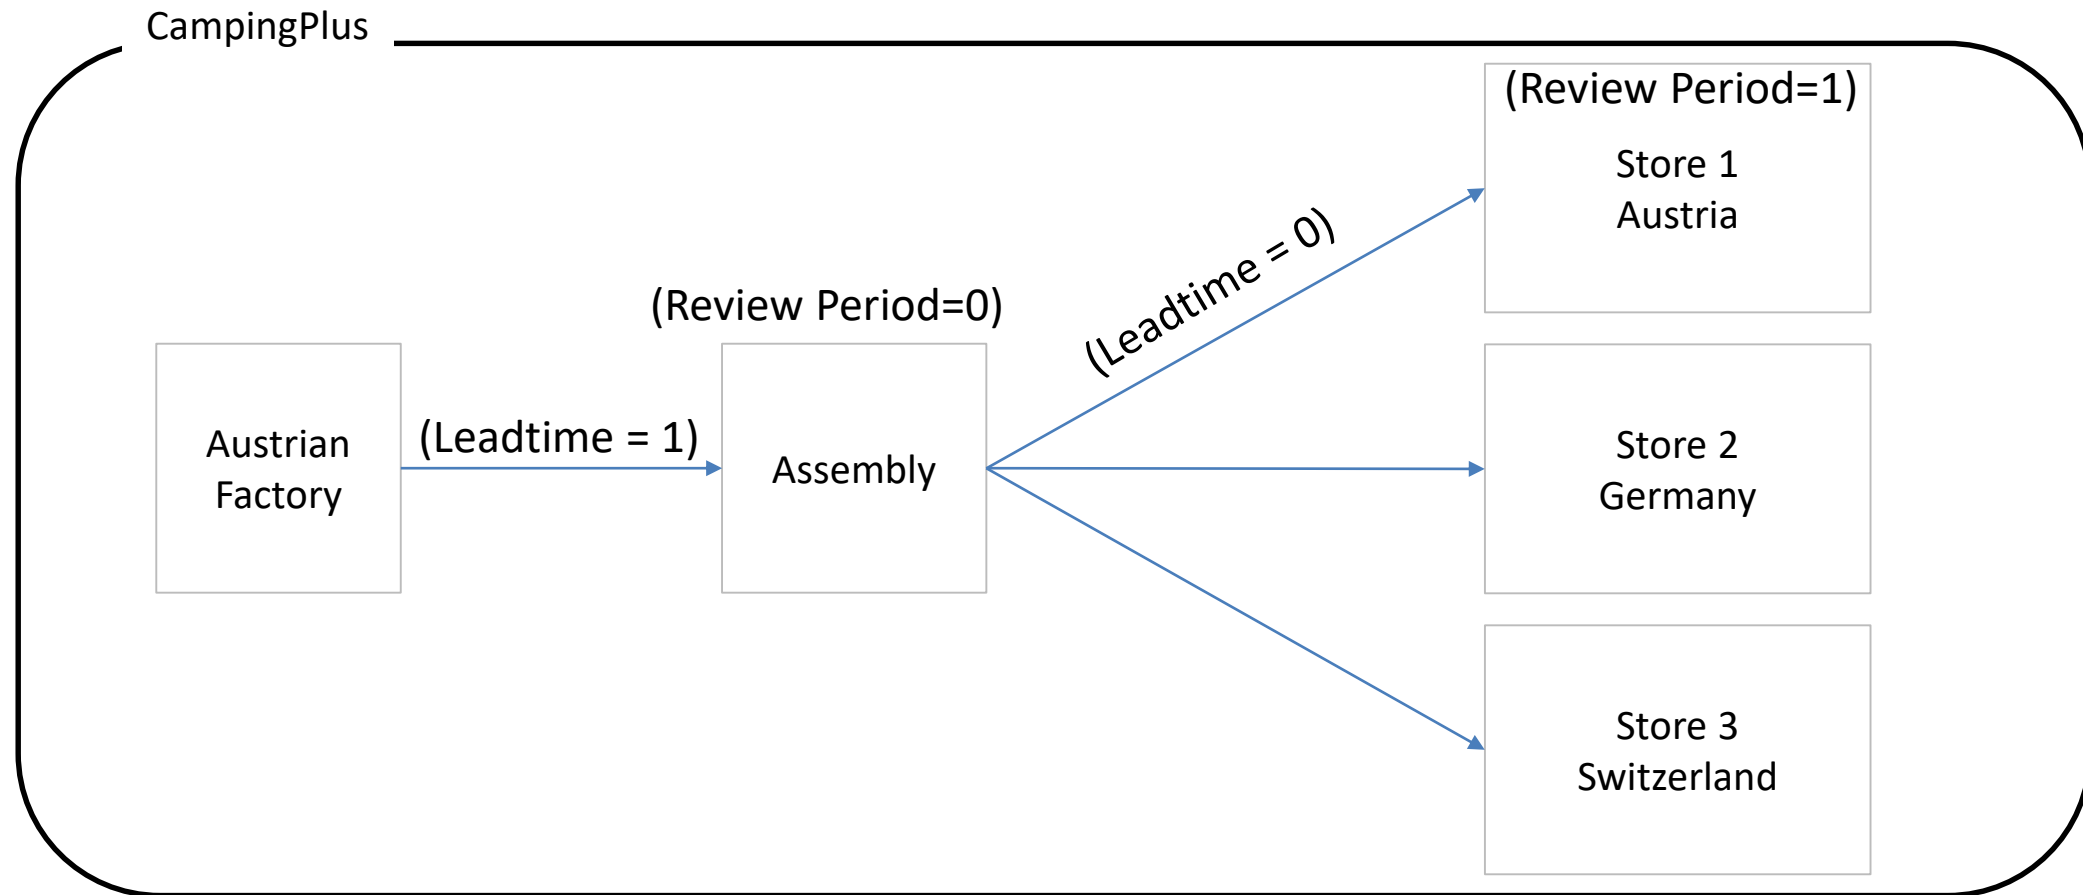 CampingPlus
(Review Period=1)
Store 1
Austria
(Leadtime = 0)
(Review Period=0)
Austrian
Factory
(Leadtime = 1)
Assembly
Store 2
Germany
Store 3
Switzerland